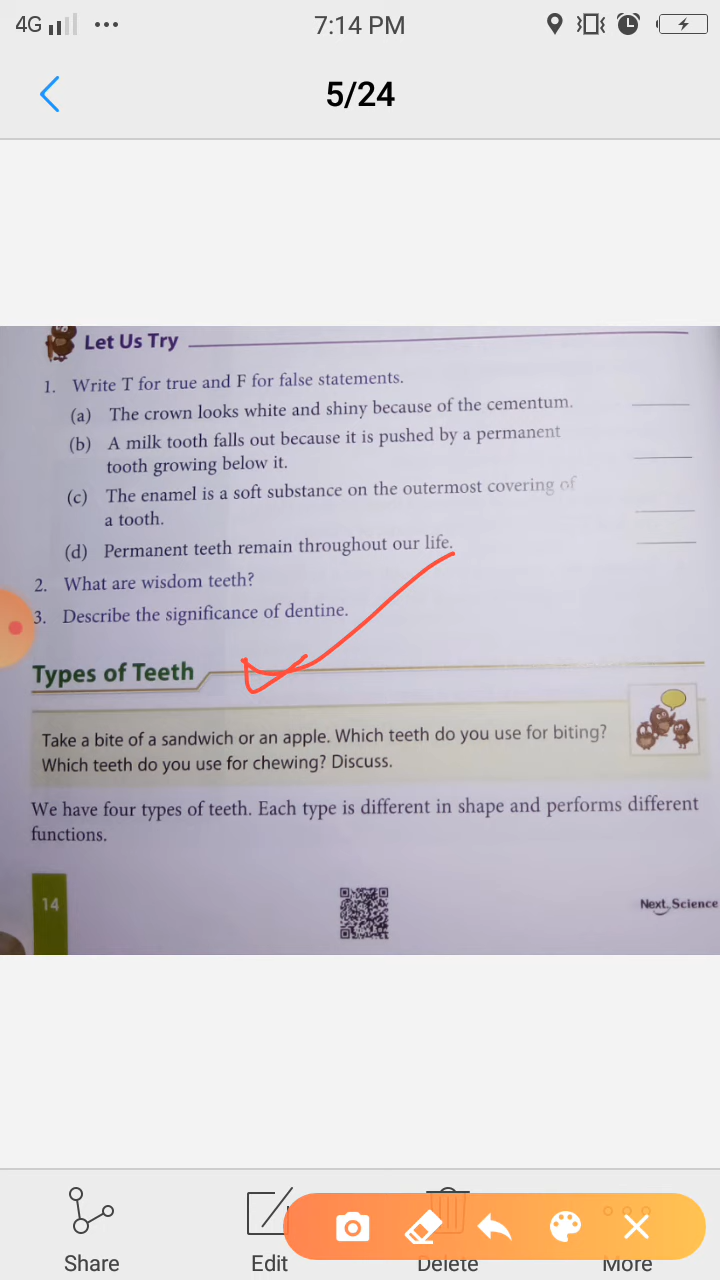 4G
7:14 PM
5/24
Let Us Try
1. Write T for true and F for false statements.
(a) The crown looks white and shiny because of the cementum.
(b) A milk tooth falls out because it is pushed by a permanent
tooth growing below it.
(c) The enamel is a soft substance on the outermost covering of
a tooth.
(d) Permanent teeth remain throughout our life.
2. What are wisdom teeth?
3. Describe the significance of dentine.
Types of Teeth
Take a bite of a sandwich or an apple. Which teeth do you use for biting?
Which teeth do you use for chewing? Discuss.
We have four types of teeth. Each type is different in shape and performs different
functions.
14
Next Science
Share
Edit
Delete
More